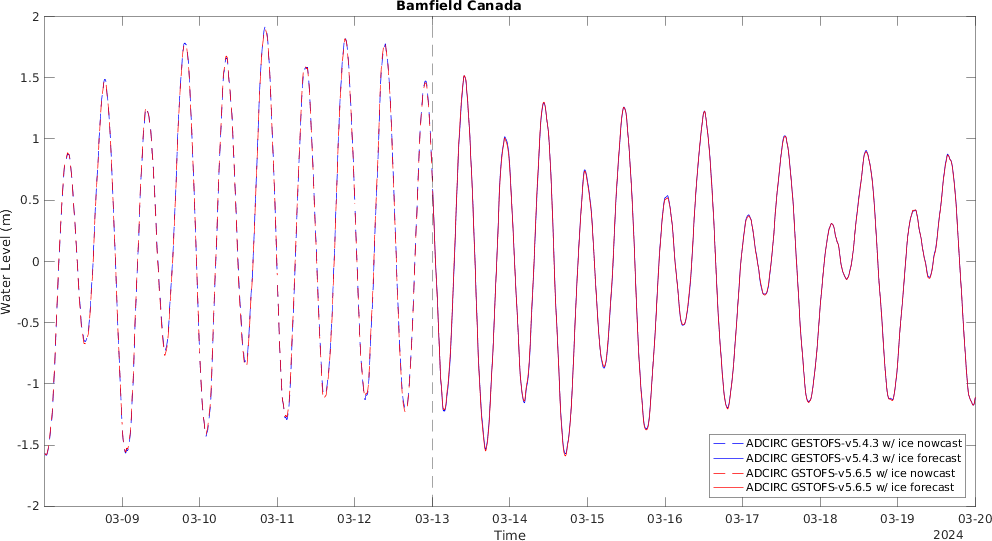 Bamfield Canada
2
1.5
1
0.5
0
-0.5
-1
-1.5
-2
Water Level (m)
03-09 03-10 03-11 03-12 03-13 03-14 03-15 03-16 03-17 03-18 03-19 03-20
Time
2024
ADCIRC GESTOFS-v5.4.3 w/ ice nowcast
ADCIRC GESTOFS-v5.4.3 w/ ice forecast
ADCIRC GSTOFS-v5.6.5 w/ ice nowcast
ADCIRC GSTOFS-v5.6.5 w/ ice forecast